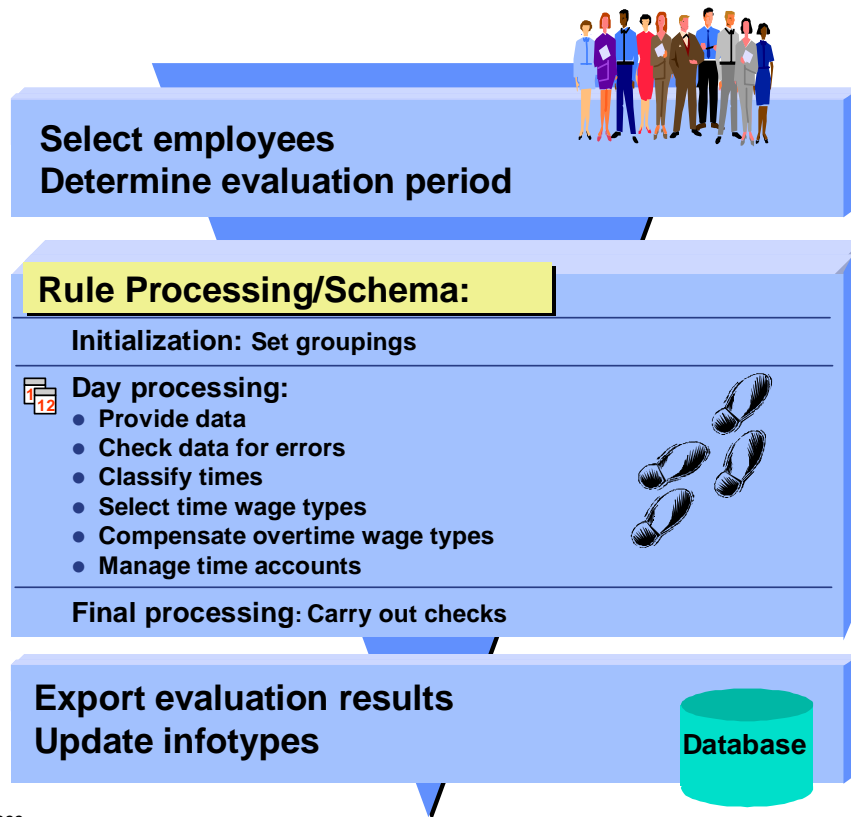 Select employees
Determine evaluation period
Rule Processing/Schema:
Initialization: Set groupings
1
12
Day processing:
● Provide data
● Check data for errors
● Classify times
● Select time wage types
● Compensate overtime wage types
● Manage time accounts
Final processing: Carry out checks
Export evaluation results
Update infotypes
Database